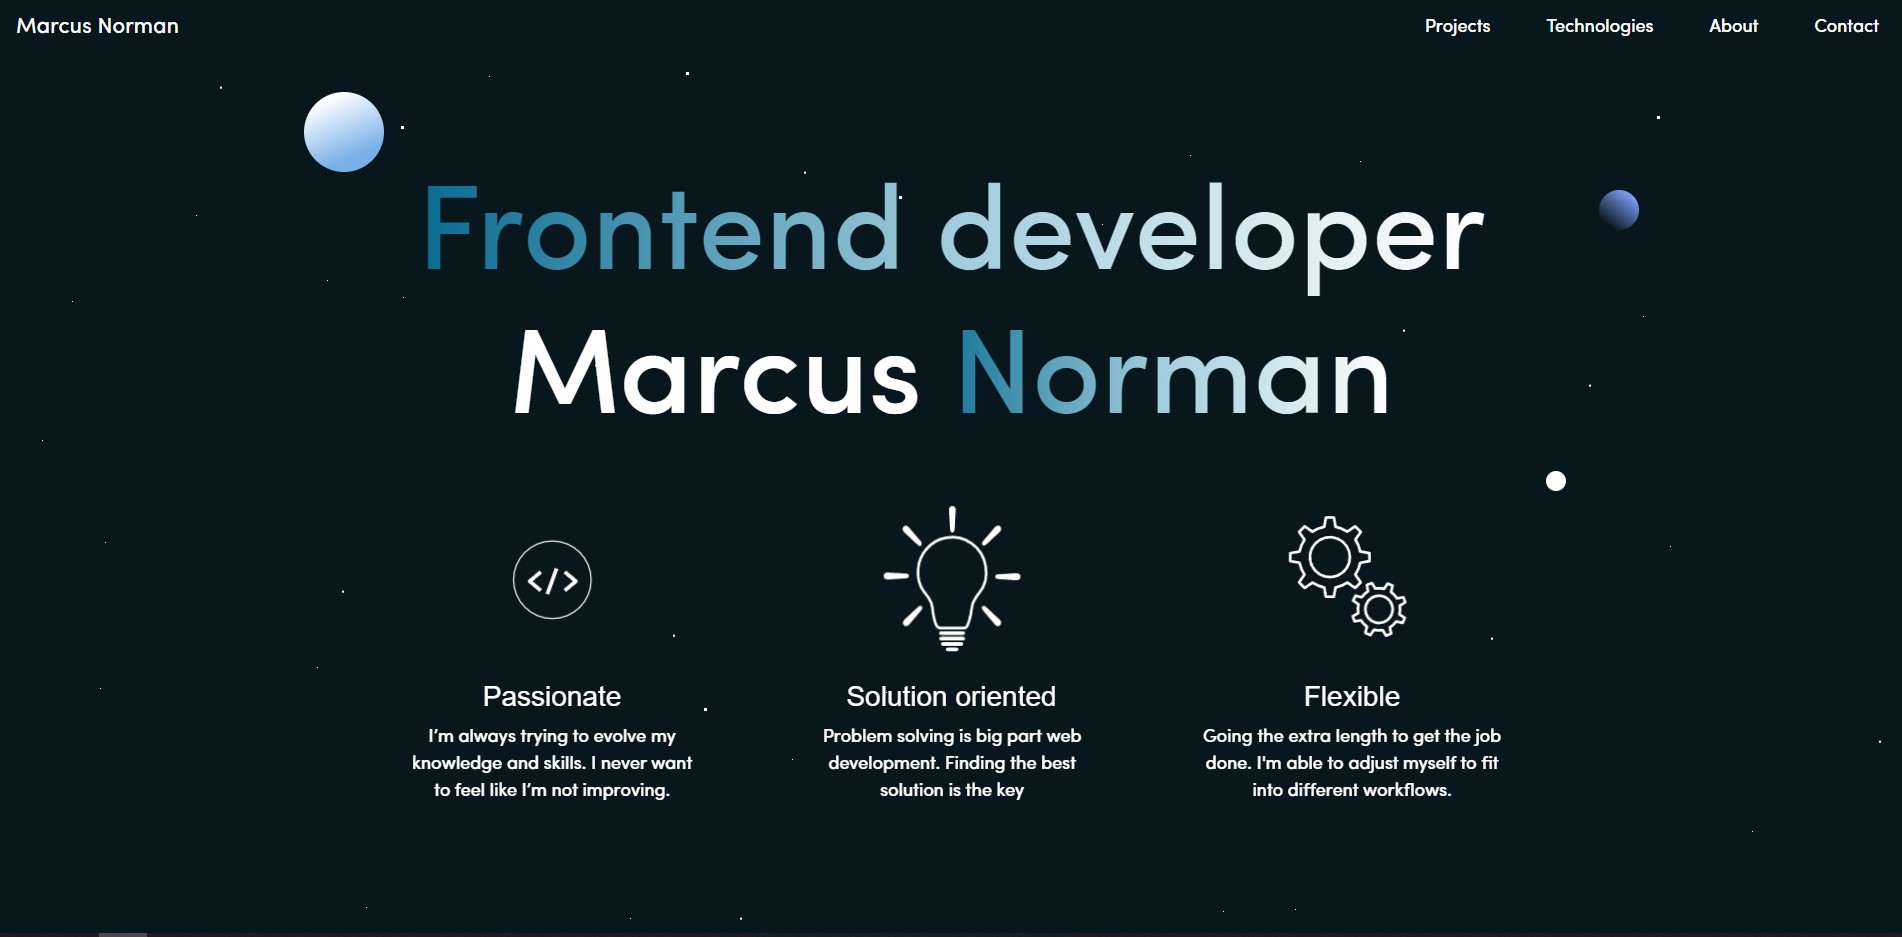 Marcus Norman
Projects Technologies About Contact
Frontend developer
Marcus Norman
</>
Passionate
I’m always trying to evolve my
knowledge and skills. I never want
to feel like I’m not improving.
Solution oriented
Problem solving is big part web
development. Finding the best
solution is the key
Flexible
Going the extra length to get the job
done. I'm able to adjust myself to fit
into different workflows.